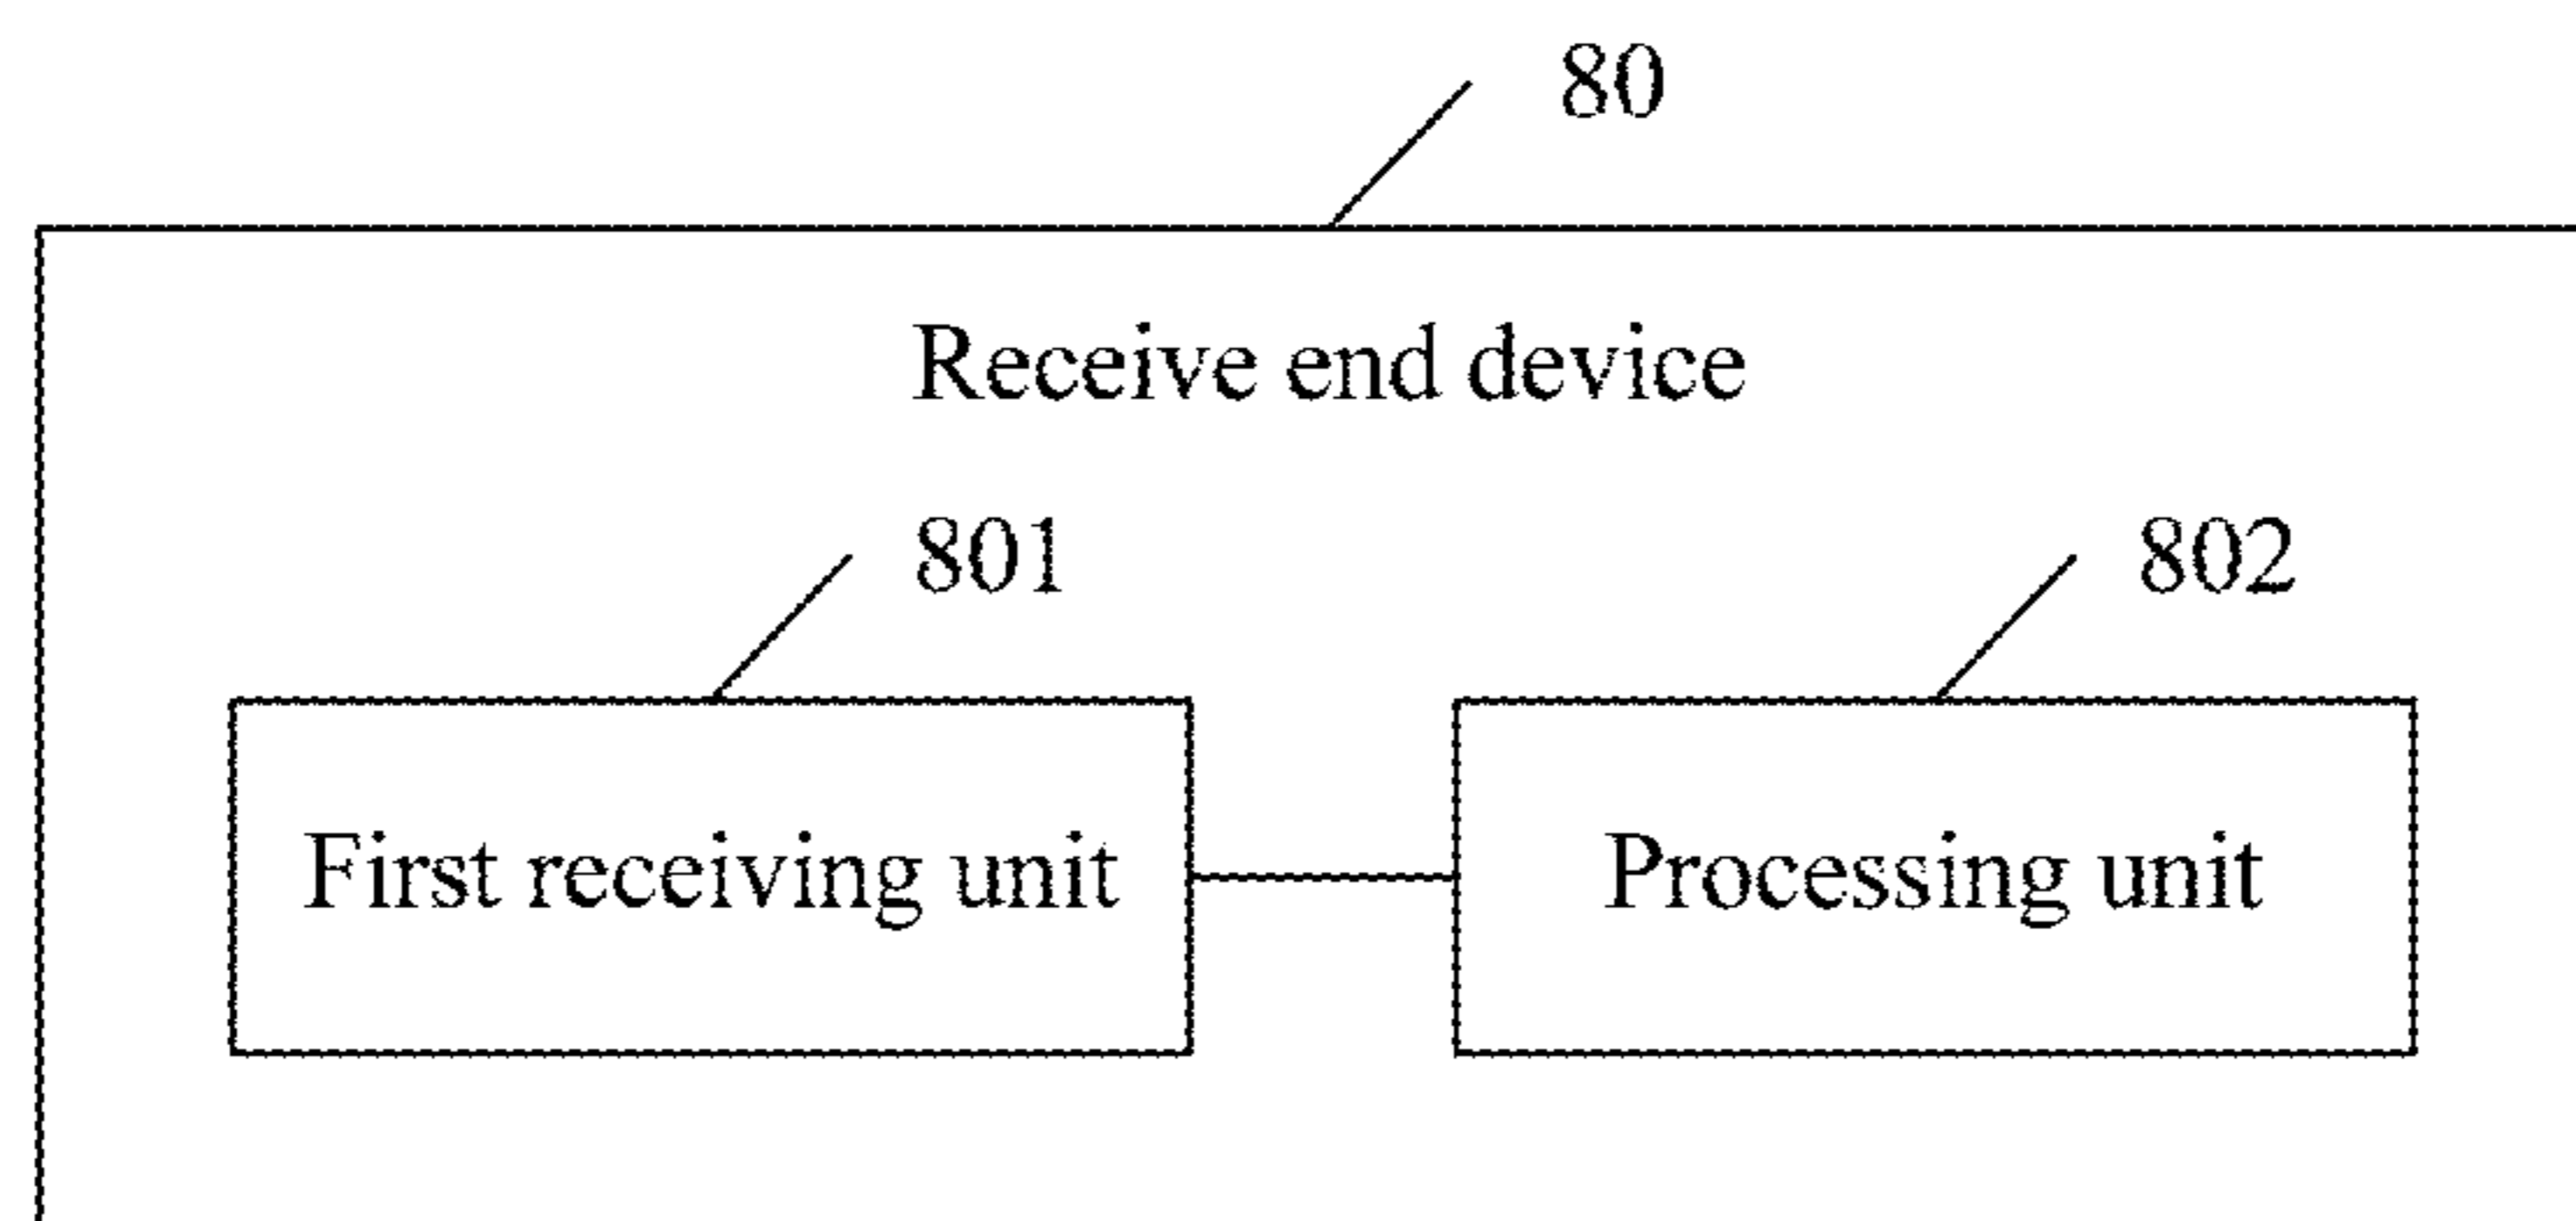 80
Receive end device
801
802
First receiving unit
Processing unit